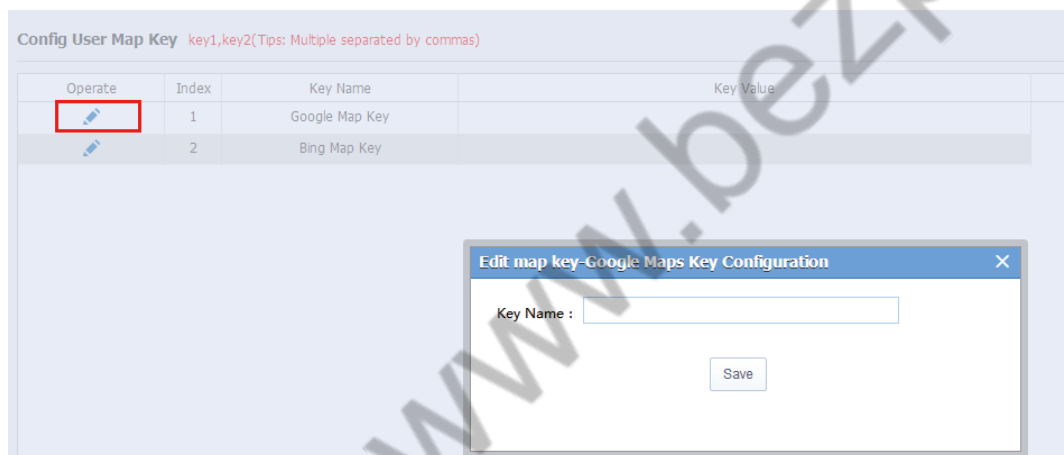 Config User Map Key key1,key2(Tips: Multiple separated by commas)
Operate Index Key Name Key Value
1 Google Map Key
2 Bing Map Key
Edit map key-Google Maps Key Configuration
Key Name :
Save
www.bezp